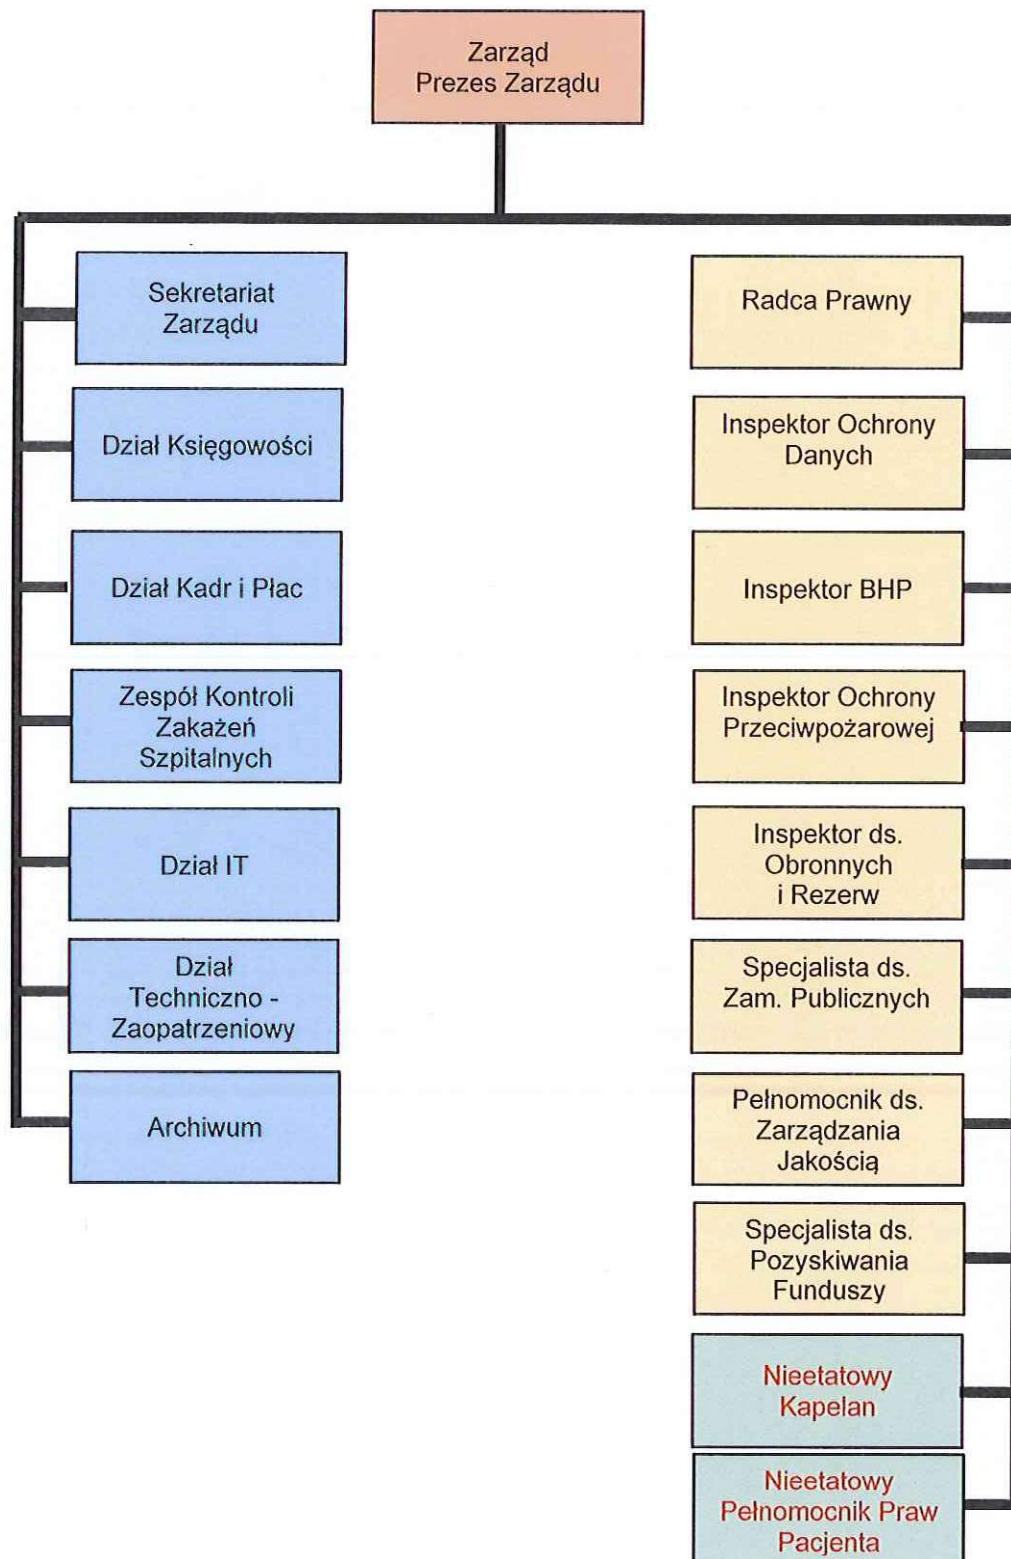 Zarząd
Prezes Zarządu
Sekretariat
Zarządu
Dział Księgowości
Dział Kadr i Płac
Zespół Kontroli
Zakażeń
Szpitalnych
Dział IT
Dział
Techniczno -
Zaopatrzeniowy
Archiwum
Radca Prawny
Inspektor Ochrony
Danych
Inspektor BHP
Inspektor Ochrony
Przeciwpożarowej
Inspektor ds.
Obronnych
i Rezerw
Specjalista ds.
Zam. Publicznych
Pełnomocnik ds.
Zarządzania
Jakością
Specjalista ds.
Pozyskiwania
Funduszy
Nieetatowy
Kapelan
Nieetatowy
Pełnomocnik Praw
Pacjenta